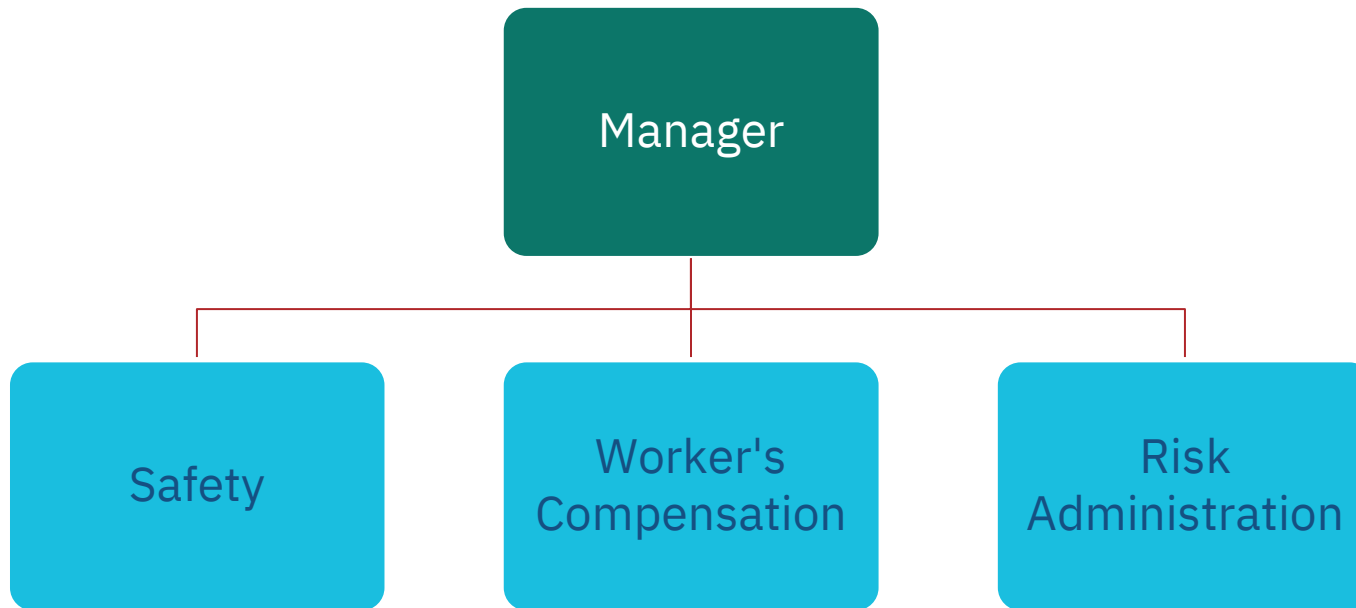 Manager
Safety
Worker's
Compensation
Risk
Administration